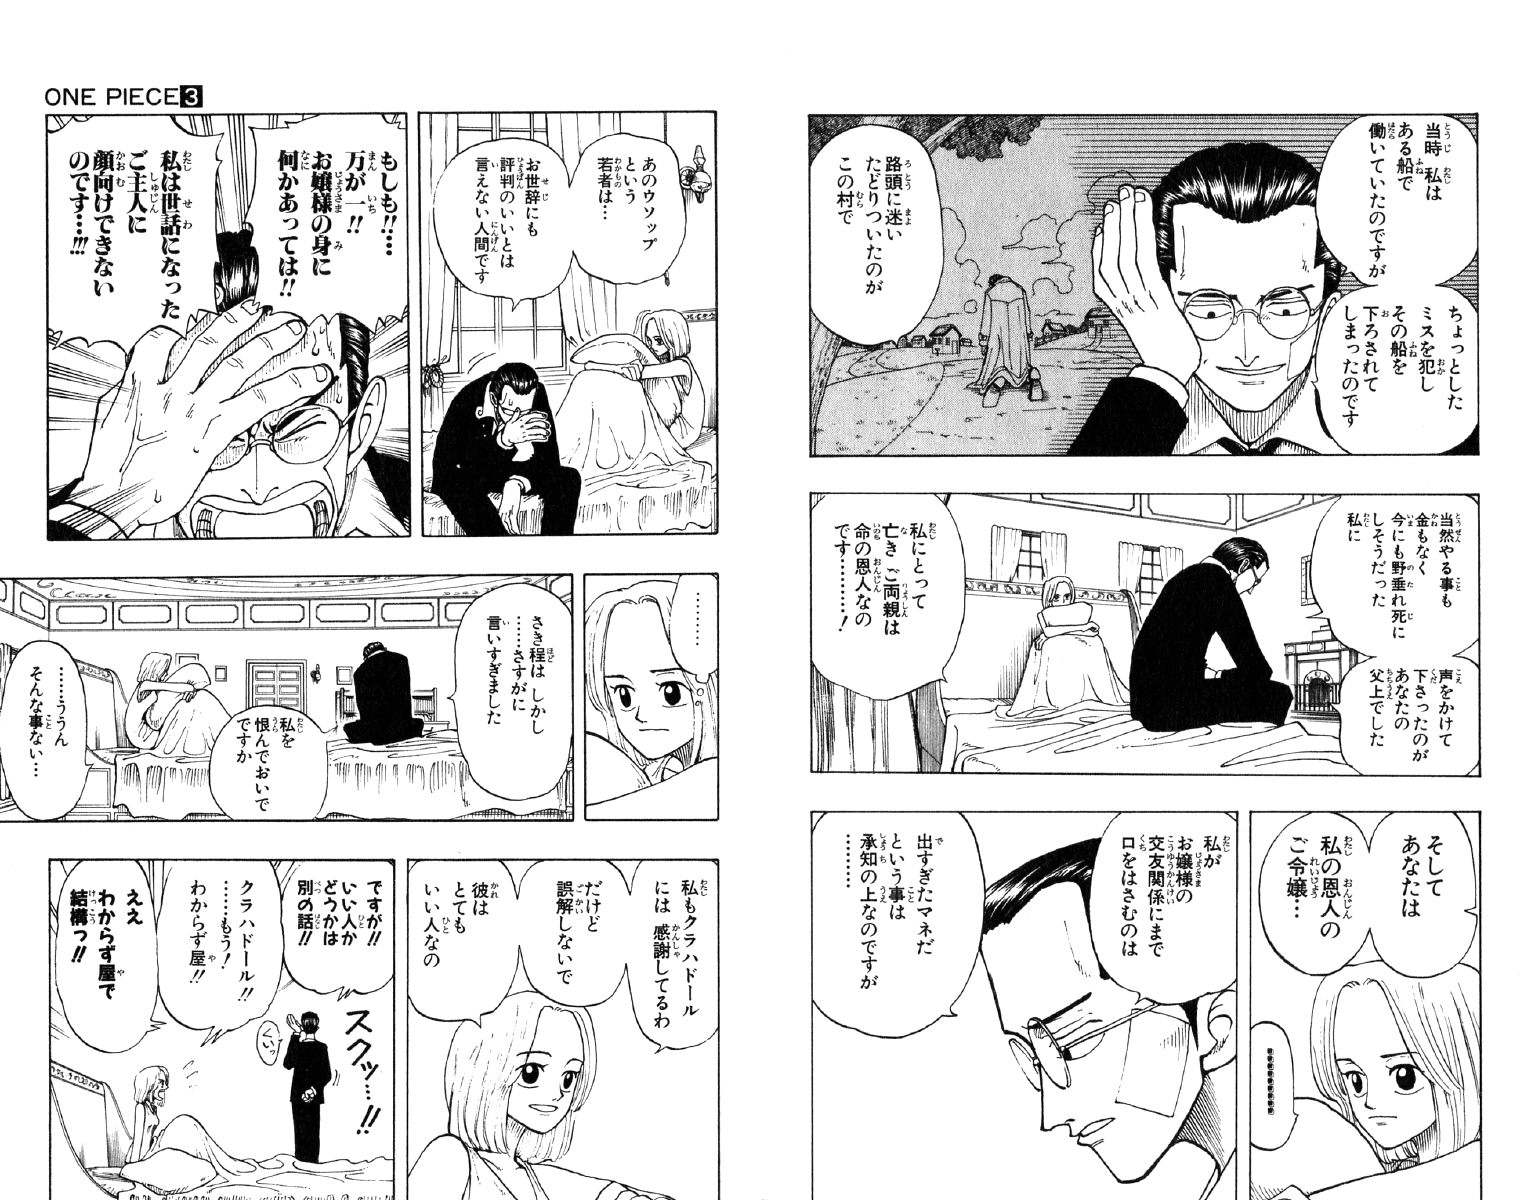 当時 私は
ある船で
働いていたのですが
ちょっとした
ミスを犯し
その船を
下ろされて
しまったのです
路頭に迷い
たどりついたのが
この村で
当然やる事も
金もなく
今にも野垂れ死に
しそうだった
私に
声をかけて
下さったのが
あなたの
父上でした
私にとって
亡き ご両親は
命の恩人なの
です…………!
そして
あなたは
私の恩人の
ご令嬢…
…………
私が
お嬢様の
交友関係にまで
口をはさむのは
出すぎたマネだ
という事は
承知の上なのですが
…………
ONE PIECE3
あのウソップ
という
若者は…
お世辞にも
評判のいいとは
言えない人間です
もしも!!…
万が一!!
お嬢様の身に
何かあっては!!
私は世話になった
ご主人に
顔向けできない
のです…!!!
………
さき程は しかし
……さすがに
言いすぎました
私を
恨んでおいで
ですか
………ううん
そんな事ない…
私もクラハドール
には 感謝してるわ
だけど
誤解しないで
彼は
とても
いい人なの
ですが!!
いい人か
どうかは
別の話!!
スクッ…!!
くいっ
クラハドール!!
……もう!
わからず屋!!
ええ
わからず屋で
結構っ!!